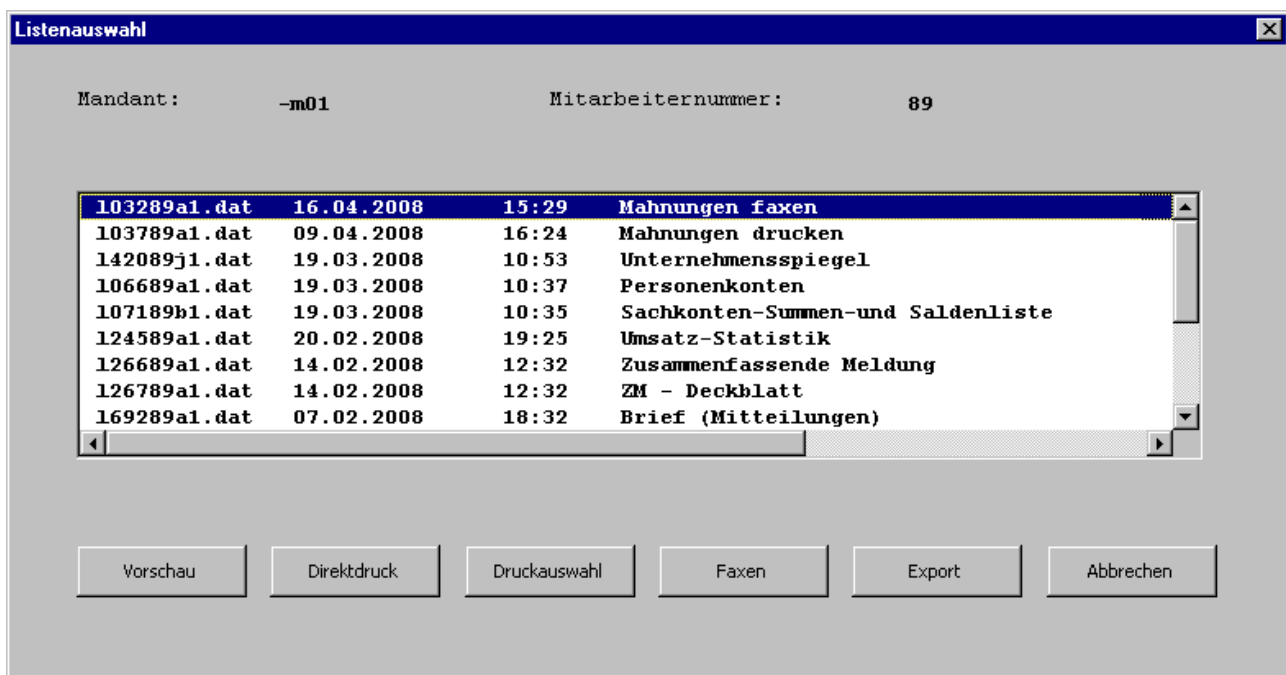 Listenauswahl
Mandant: -m01 Mitarbeiternummer: 89
l03289a1.dat 16.04.2008 15:29 Mahnungen faxen
l03789a1.dat 09.04.2008 16:24 Mahnungen drucken
l42089j1.dat 19.03.2008 10:53 Unternehmensspiegel
l06689a1.dat 19.03.2008 10:37 Personenkonten
l07189b1.dat 19.03.2008 10:35 Sachkonten-Summen-und Saldenliste
l24589a1.dat 20.02.2008 19:25 Umsatz-Statistik
l26689a1.dat 14.02.2008 12:32 Zusammenfassende Meldung
l26789a1.dat 14.02.2008 12:32 ZM - Deckblatt
l69289a1.dat 07.02.2008 18:32 Brief (Mitteilungen)
Vorschau Direktdruck Druckauswahl Faxen Export Abbrechen